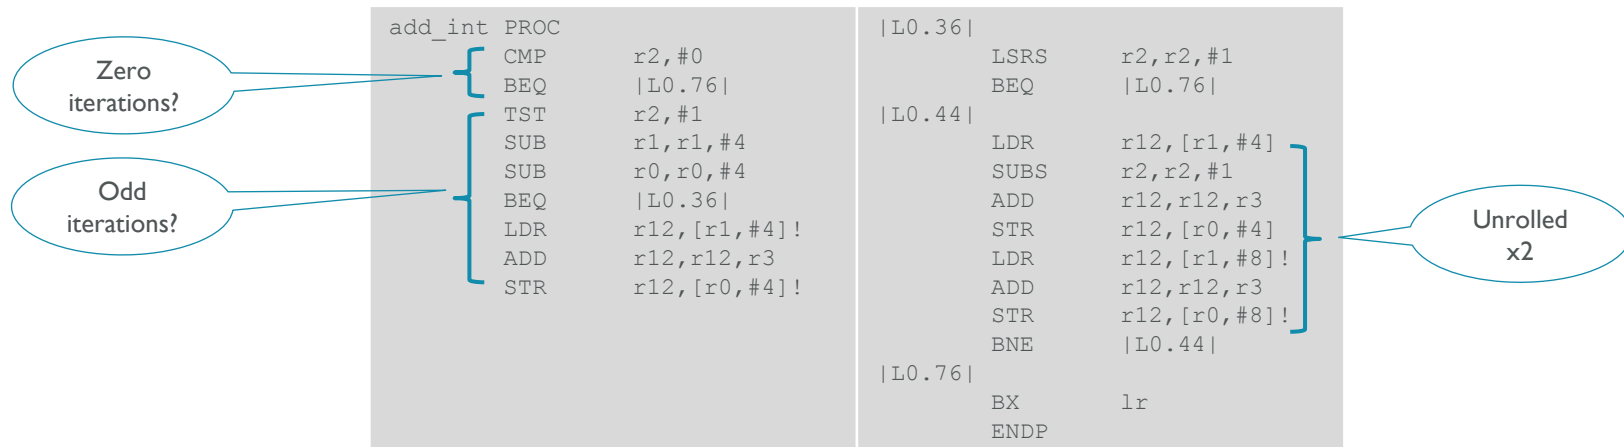 Zero
iterations?
Odd
iterations?
add_int PROC
CMP r2,#0
BEQ |L0.76|
TST r2,#1
SUB r1,r1,#4
SUB r0,r0,#4
BEQ |L0.36|
LDR r12,[r1,#4]!
ADD r12,r12,r3
STR r12,[r0,#4]!
|L0.36|
LSRS r2,r2,#1
BEQ |L0.76|
|L0.44|
LDR r12,[r1,#4]
SUBS r2,r2,#1
ADD r12,r12,r3
STR r12,[r0,#4]
LDR r12,[r1,#8]!
ADD r12,r12,r3
STR r12,[r0,#8]!
BNE |L0.44|
|L0.76|
BX lr
ENDP
Unrolled
x2